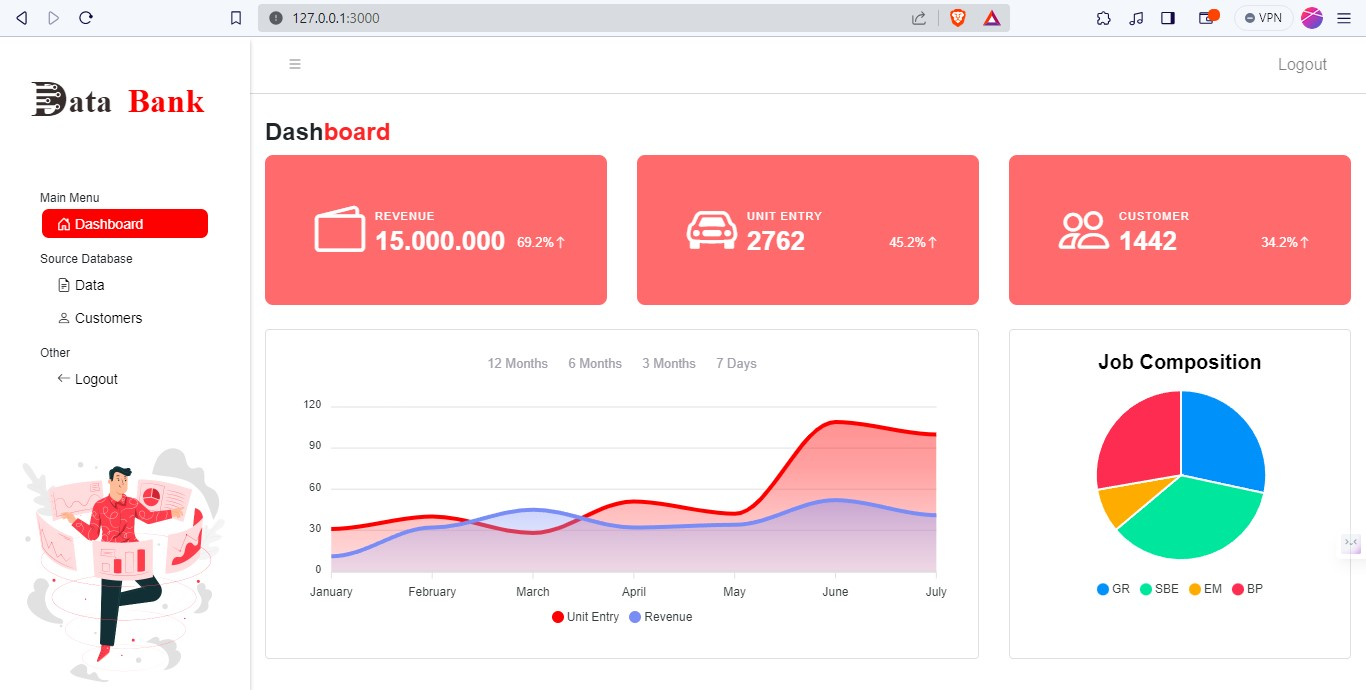 127.0.0.1:3000
VPN
Data Bank
Logout
Main Menu
Dashboard
Source Database
Data
Customers
Other
Logout
Dashboard
REVENUE
15.000.000 69.2%↑
UNIT ENTRY
2762 45.2%↑
CUSTOMER
1442 34.2%↑
12 Months 6 Months 3 Months 7 Days
120
90
60
30
0
January February March April May June July
Unit Entry Revenue
Job Composition
GR SBE EM BP